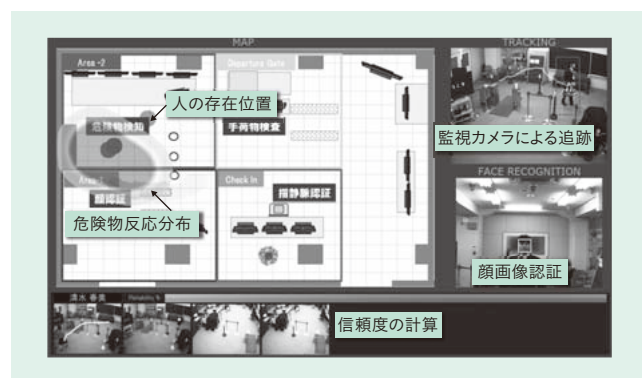 MAP
TRACKING
Area-2
Departure Gate
人の存在位置
危険物検知
手荷物検査
監視カメラによる追跡
FACE RECOGNITION
Check In
顔認証
指静脈認証
危険物反応分布
顔画像認証
信頼度の計算